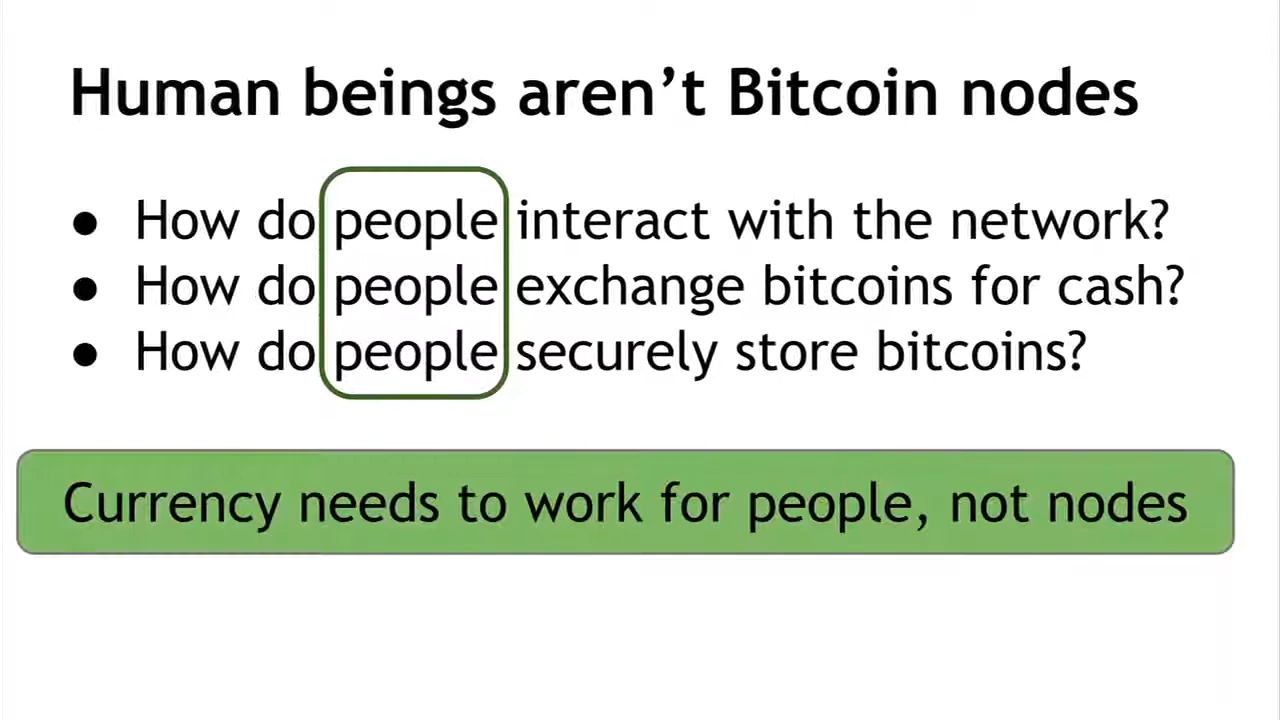 Human beings aren’t Bitcoin nodes
● How do people interact with the network?
● How do people exchange bitcoins for cash?
● How do people securely store bitcoins?
Currency needs to work for people, not nodes